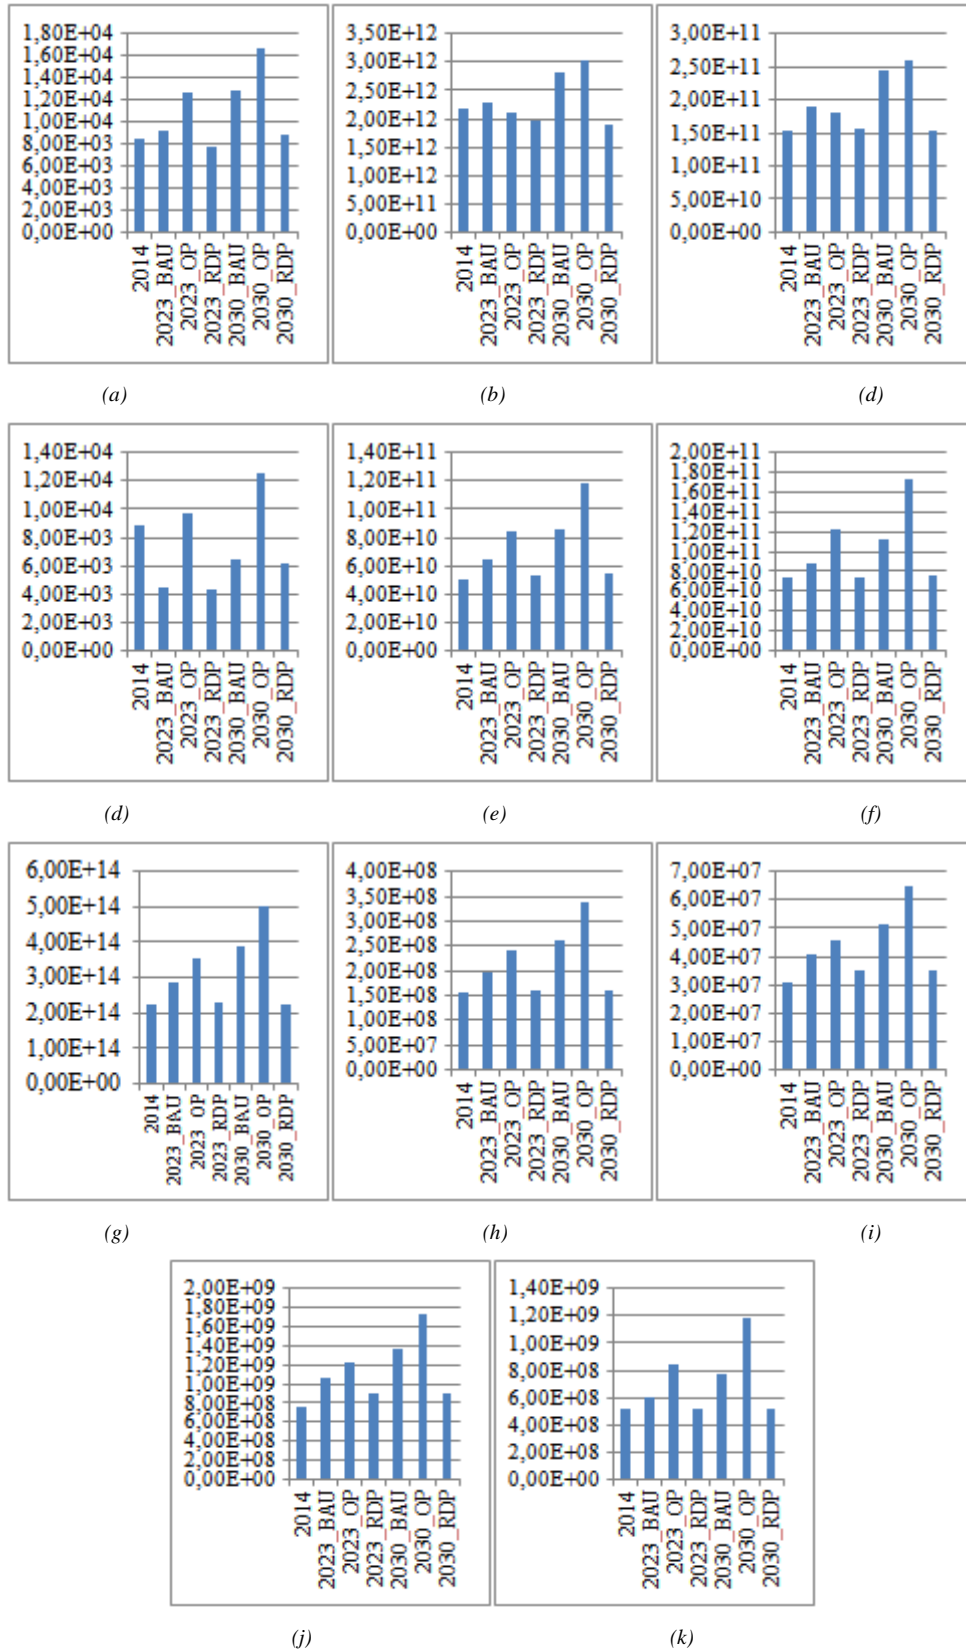 1,80E+04
1,60E+04
1,40E+04
1,20E+04
1,00E+04
8,00E+03
6,00E+03
4,00E+03
2,00E+03
0,00E+00
2014
2023_BAU
2023_OP
2023_RDP
2030_BAU
2030_OP
2030_RDP
(a)
3,50E+12
3,00E+12
2,50E+12
2,00E+12
1,50E+12
1,00E+12
5,00E+11
0,00E+00
2014
2023_BAU
2023_OP
2023_RDP
2030_BAU
2030_OP
2030_RDP
(b)
3,00E+11
2,50E+11
2,00E+11
1,50E+11
1,00E+11
5,00E+10
0,00E+00
2014
2023_BAU
2023_OP
2023_RDP
2030_BAU
2030_OP
2030_RDP
(d)
1,40E+04
1,20E+04
1,00E+04
8,00E+03
6,00E+03
4,00E+03
2,00E+03
0,00E+00
2014
2023_BAU
2023_OP
2023_RDP
2030_BAU
2030_OP
2030_RDP
(d)
1,40E+11
1,20E+11
1,00E+11
8,00E+10
6,00E+10
4,00E+10
2,00E+10
0,00E+00
2014
2023_BAU
2023_OP
2023_RDP
2030_BAU
2030_OP
2030_RDP
(e)
2,00E+11
1,80E+11
1,60E+11
1,40E+11
1,20E+11
1,00E+11
8,00E+10
6,00E+10
4,00E+10
2,00E+10
0,00E+00
2014
2023_BAU
2023_OP
2023_RDP
2030_BAU
2030_OP
2030_RDP
(f)
6,00E+14
5,00E+14
4,00E+14
3,00E+14
2,00E+14
1,00E+14
0,00E+00
2014
2023_BAU
2023_OP
2023_RDP
2030_BAU
2030_OP
2030_RDP
(g)
4,00E+08
3,50E+08
3,00E+08
2,50E+08
2,00E+08
1,50E+08
1,00E+08
5,00E+07
0,00E+00
2014
2023_BAU
2023_OP
2023_RDP
2030_BAU
2030_OP
2030_RDP
(h)
7,00E+07
6,00E+07
5,00E+07
4,00E+07
3,00E+07
2,00E+07
1,00E+07
0,00E+00
2014
2023_BAU
2023_OP
2023_RDP
2030_BAU
2030_OP
2030_RDP
(i)
2,00E+09
1,80E+09
1,60E+09
1,40E+09
1,20E+09
1,00E+09
8,00E+08
6,00E+08
4,00E+08
2,00E+08
0,00E+00
2014
2023_BAU
2023_OP
2023_RDP
2030_BAU
2030_OP
2030_RDP
(j)
1,40E+09
1,20E+09
1,00E+09
8,00E+08
6,00E+08
4,00E+08
2,00E+08
0,00E+00
2014
2023_BAU
2023_OP
2023_RDP
2030_BAU
2030_OP
2030_RDP
(k)